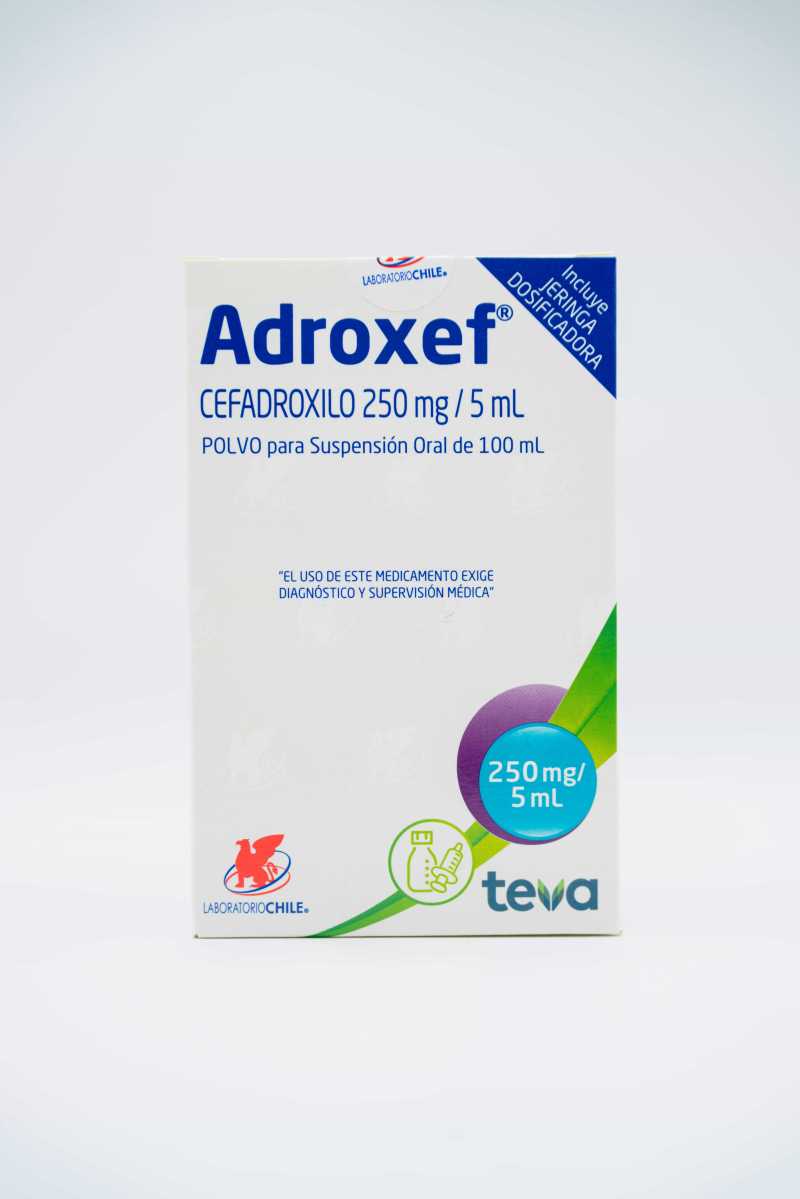 LABORATORIOCHILE®
Incluye
JERINGA
DOSIFICADORA
Adroxef®
CEFADROXILO 250 mg / 5 mL
POLVO para Suspensión Oral de 100 mL
"EL USO DE ESTE MEDICAMENTO EXIGE
DIAGNÓSTICO Y SUPERVISIÓN MÉDICA"
250 mg/
5 mL
LABORATORIOCHILE®
teva